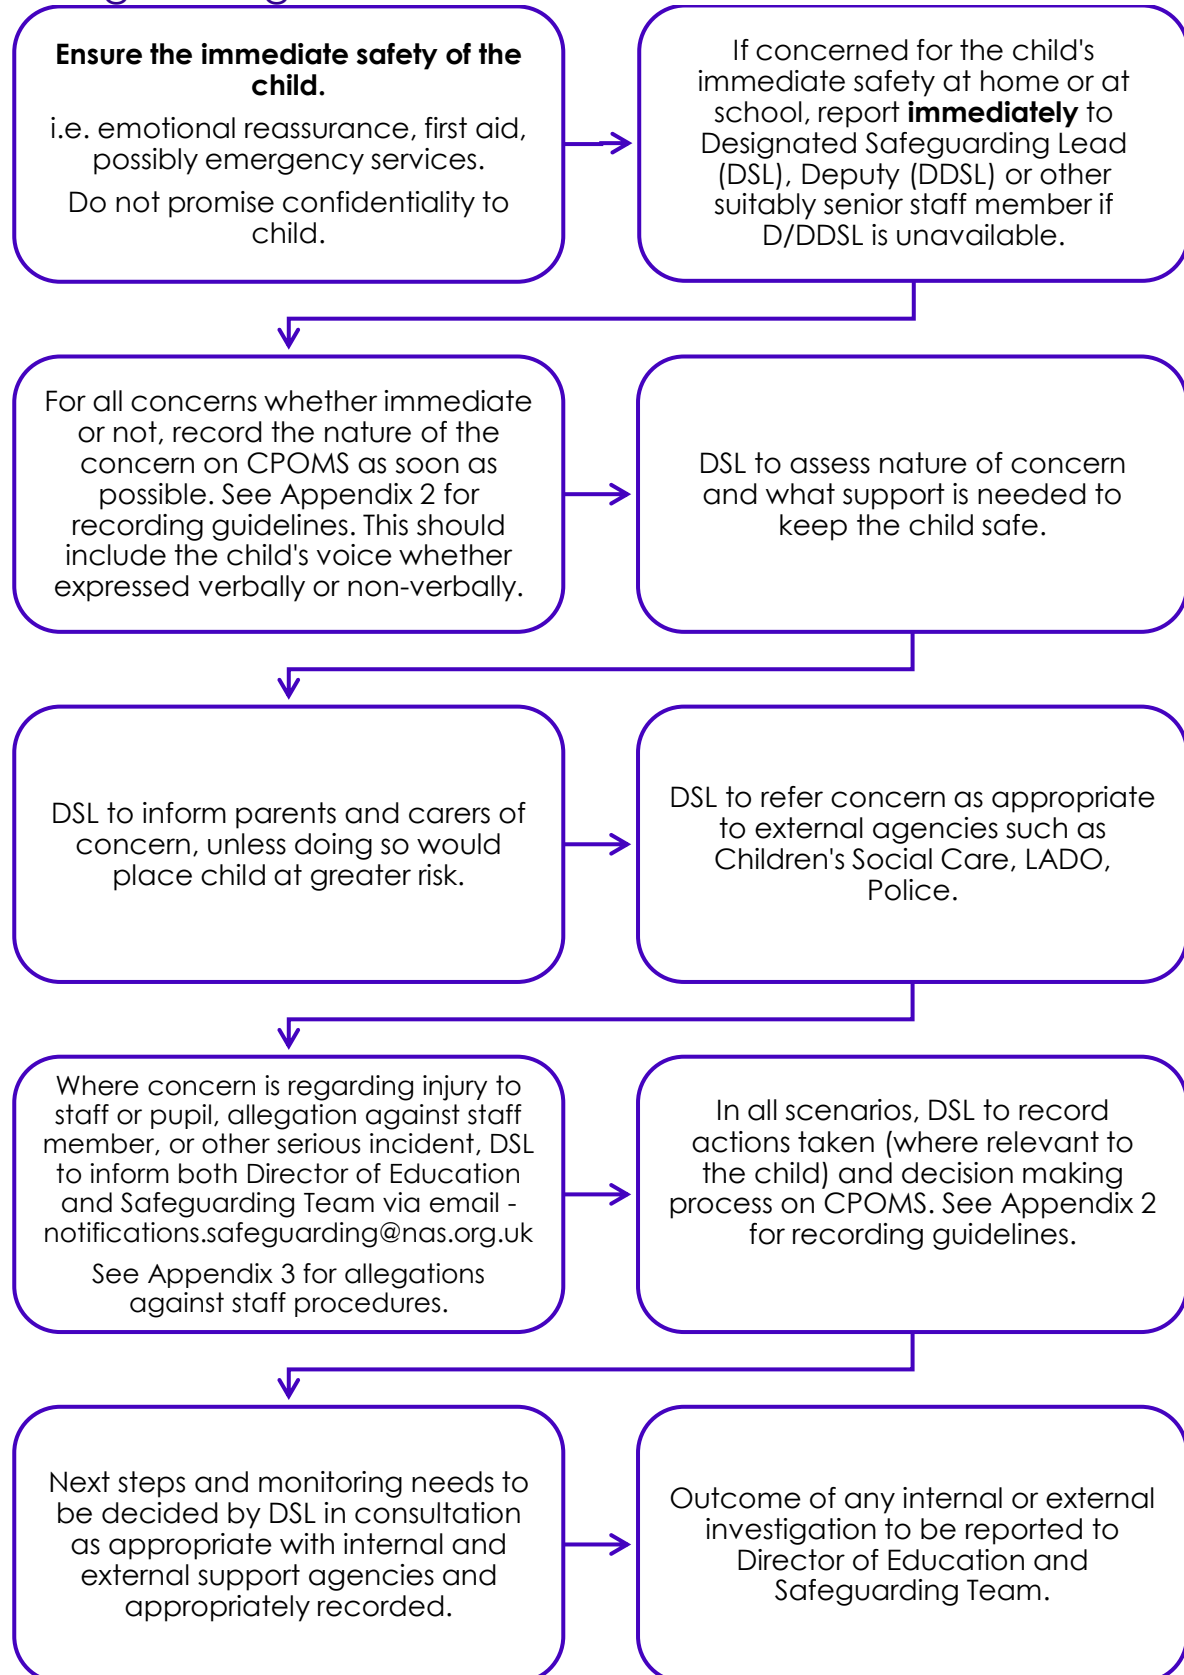 Ensure the immediate safety of the
child.
i.e. emotional reassurance, first aid,
possibly emergency services.
Do not promise confidentiality to
child.
If concerned for the child's
immediate safety at home or at
school, report immediately to
Designated Safeguarding Lead
(DSL), Deputy (DDSL) or other
suitably senior staff member if
D/DDSL is unavailable.
For all concerns whether immediate
or not, record the nature of the
concern on CPOMS as soon as
possible. See Appendix 2 for
recording guidelines. This should
include the child's voice whether
expressed verbally or non-verbally.
DSL to assess nature of concern
and what support is needed to
keep the child safe.
DSL to inform parents and carers of
concern, unless doing so would
place child at greater risk.
DSL to refer concern as appropriate
to external agencies such as
Children's Social Care, LADO,
Police.
Where concern is regarding injury to
staff or pupil, allegation against staff
member, or other serious incident, DSL
to inform both Director of Education
and Safeguarding Team via email -
notifications.safeguarding@nas.org.uk
See Appendix 3 for allegations
against staff procedures.
In all scenarios, DSL to record
actions taken (where relevant to
the child) and decision making
process on CPOMS. See Appendix 2
for recording guidelines.
Next steps and monitoring needs to
be decided by DSL in consultation
as appropriate with internal and
external support agencies and
appropriately recorded.
Outcome of any internal or external
investigation to be reported to
Director of Education and
Safeguarding Team.